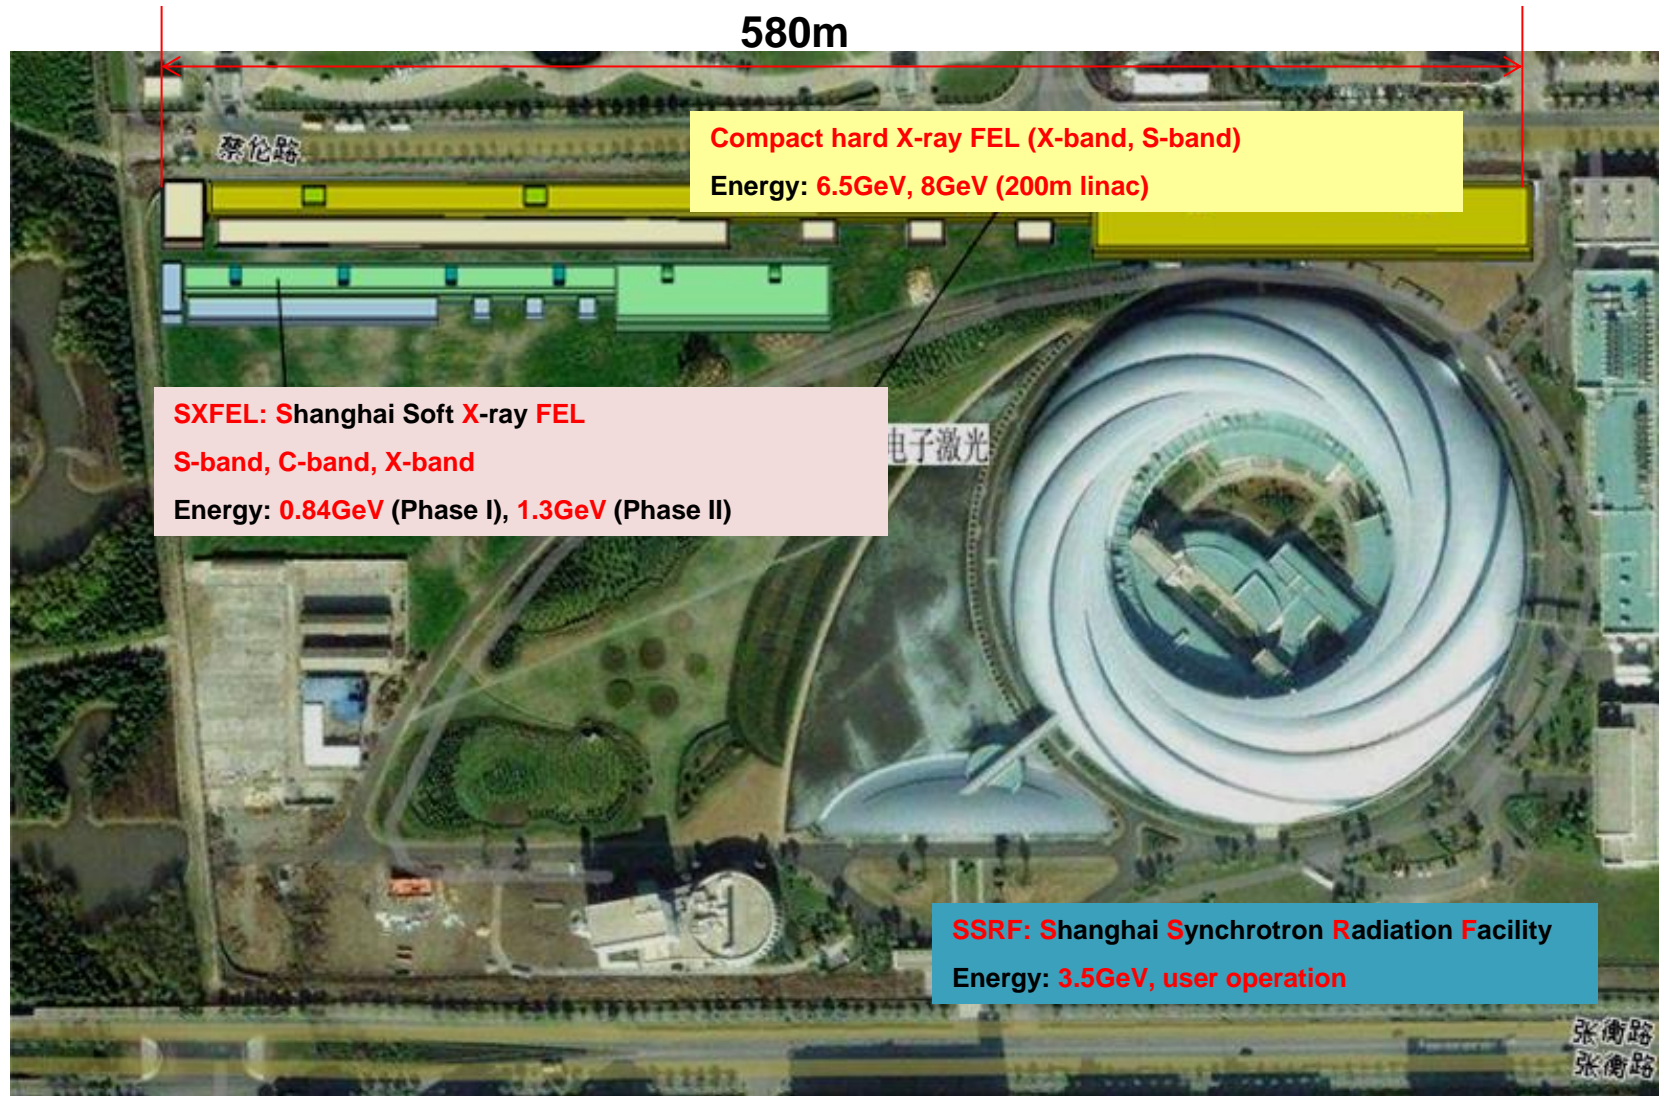 580m
蔡伦路
Compact hard X-ray FEL (X-band, S-band)
Energy: 6.5GeV, 8GeV (200m linac)
SXFEL: Shanghai Soft X-ray FEL
S-band, C-band, X-band
Energy: 0.84GeV (Phase I), 1.3GeV (Phase II)
电子激光
SSRF: Shanghai Synchrotron Radiation Facility
Energy: 3.5GeV, user operation
张衡路
张衡路